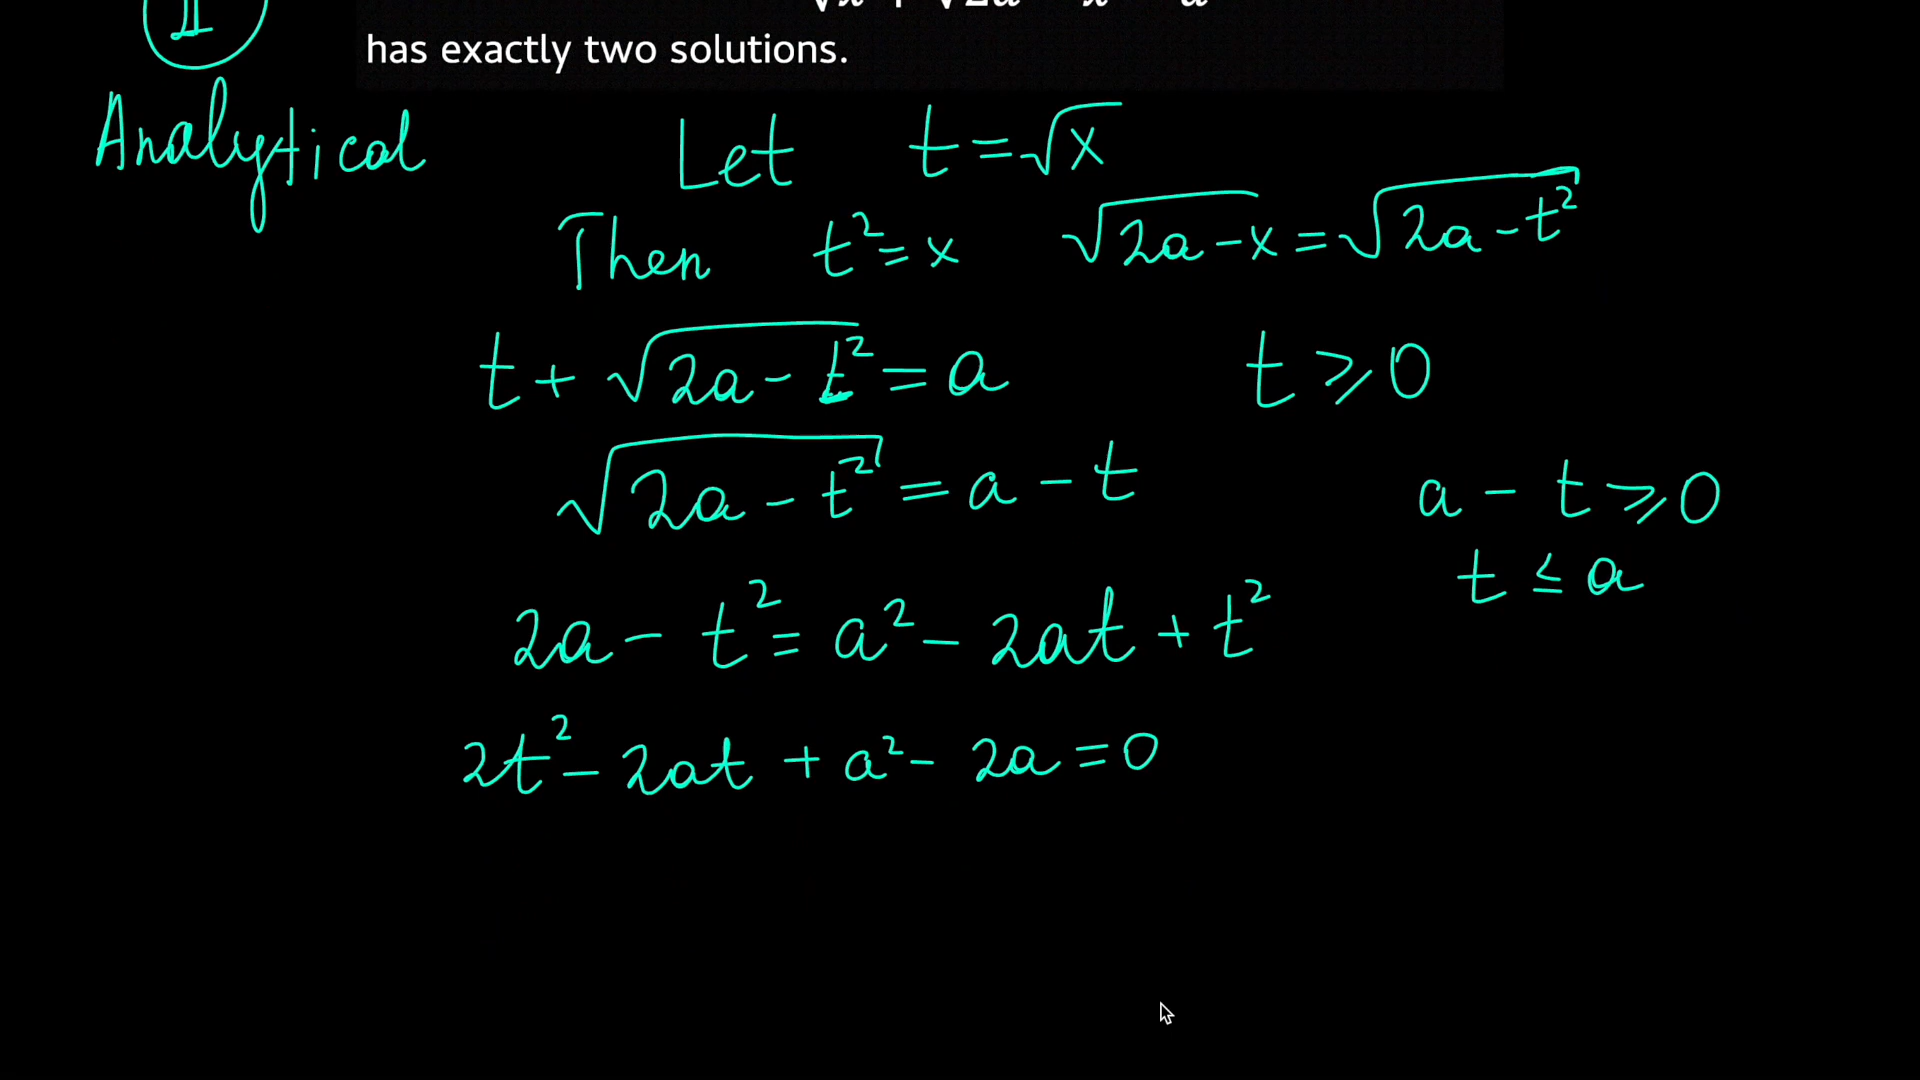 has exactly two solutions.
1
Analytical
Let t = √x
Then t² = x √(2a - x) = √(2a - t²)
t + √(2a - t²) = a t ⩾ 0
√(2a - t²) = a - t a - t ⩾ 0
t ≤ a
2a - t² = a² - 2at + t²
2t² - 2at + a² - 2a = 0